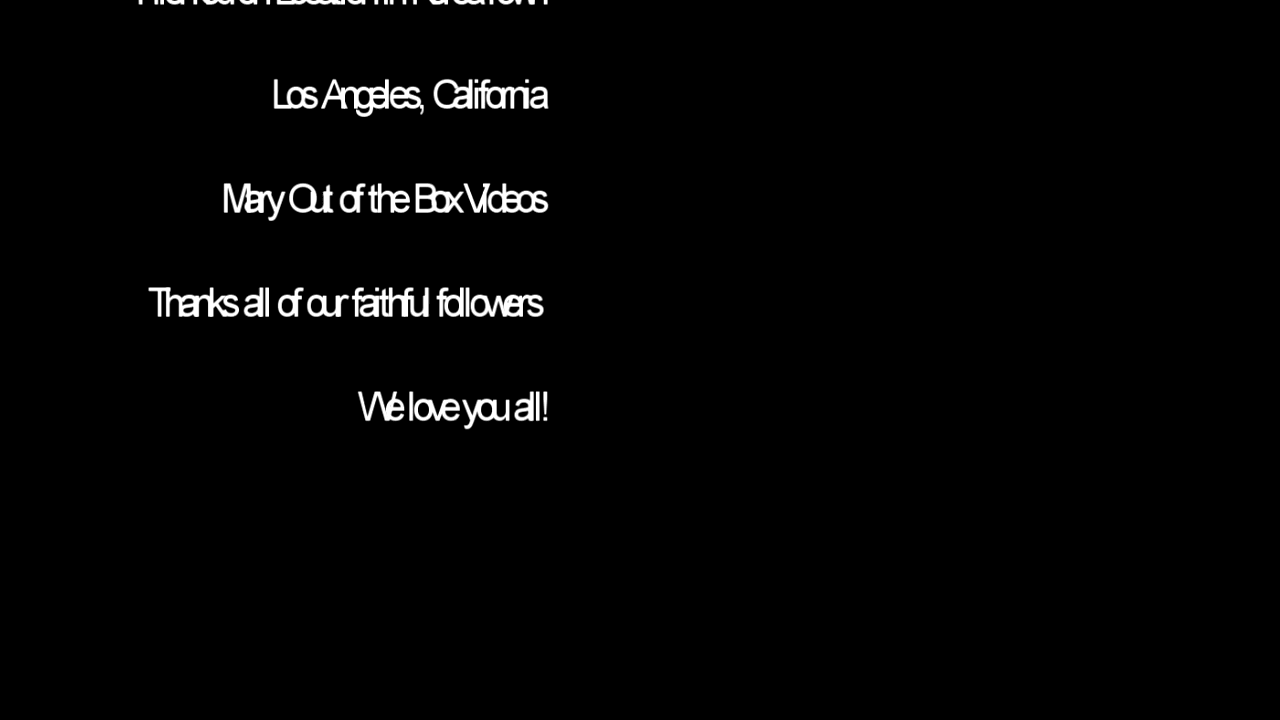 Los Angeles, California
Mary Out of the Box Videos
Thanks all of our faithful followers
We love you all!